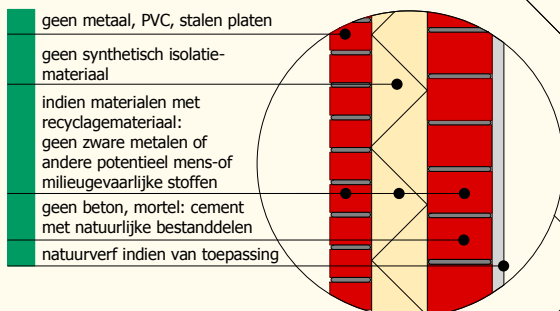 geen metaal, PVC, stalen platen
geen synthetisch isolatie-
materiaal
indien materialen met
recyclagemateriaal:
geen zware metalen of
andere potentieel mens-of
milieugevaarlijke stoffen
geen beton, mortel: cement
met natuurlijke bestanddelen
natuurverf indien van toepassing